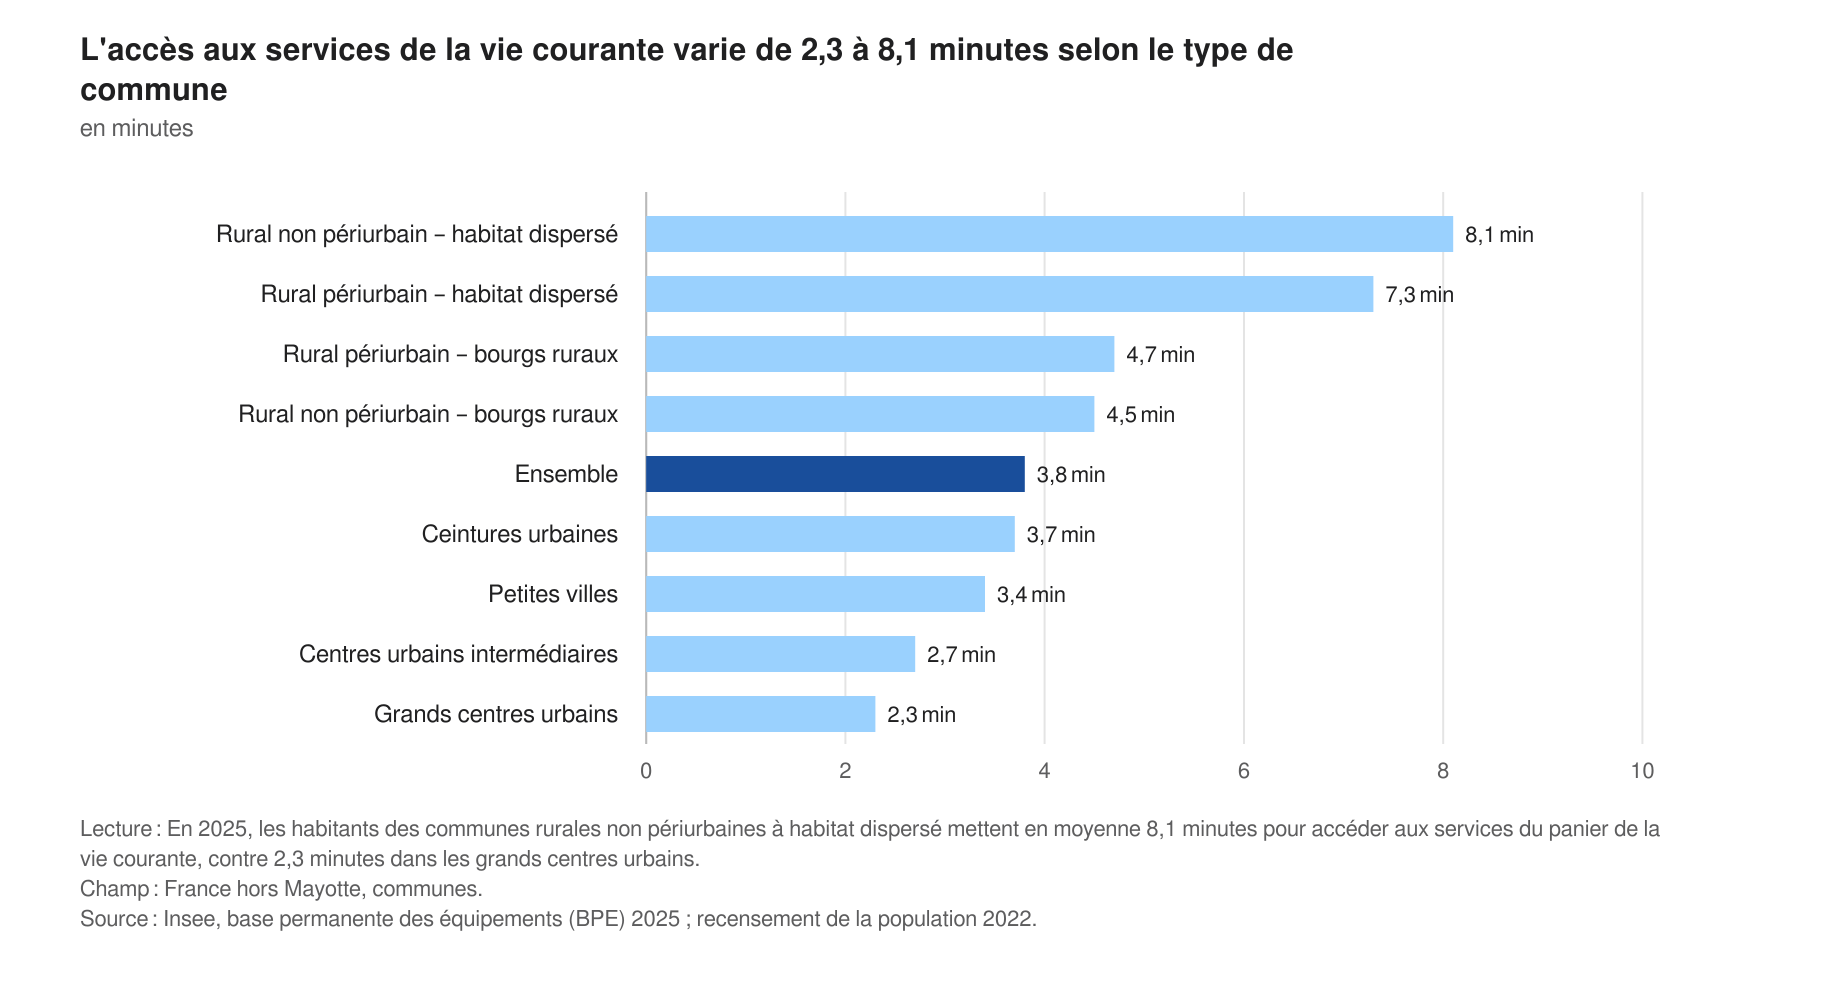 L'accès aux services de la vie courante varie de 2,3 à 8,1 minutes selon le type de
commune
en minutes
Rural non périurbain – habitat dispersé 8,1 min
Rural périurbain – habitat dispersé 7,3 min
Rural périurbain – bourgs ruraux 4,7 min
Rural non périurbain – bourgs ruraux 4,5 min
Ensemble 3,8 min
Ceintures urbaines 3,7 min
Petites villes 3,4 min
Centres urbains intermédiaires 2,7 min
Grands centres urbains 2,3 min
0 2 4 6 8 10
Lecture : En 2025, les habitants des communes rurales non périurbaines à habitat dispersé mettent en moyenne 8,1 minutes pour accéder aux services du panier de la
vie courante, contre 2,3 minutes dans les grands centres urbains.
Champ : France hors Mayotte, communes.
Source : Insee, base permanente des équipements (BPE) 2025 ; recensement de la population 2022.